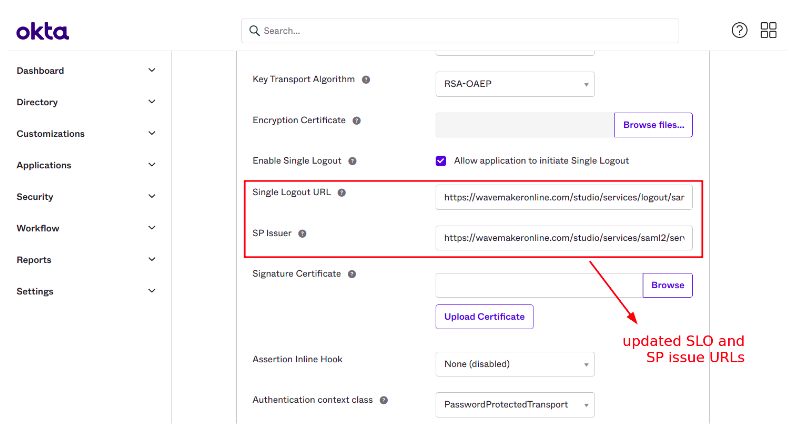 okta
Search...
Dashboard
Directory
Customizations
Applications
Security
Workflow
Reports
Settings
Key Transport Algorithm
RSA-OAEP
Encryption Certificate
Browse files...
Enable Single Logout
Allow application to initiate Single Logout
Single Logout URL
https://wavemakeronline.com/studio/services/logout/sar
SP Issuer
https://wavemakeronline.com/studio/services/saml2/serv
Signature Certificate
Browse
Upload Certificate
updated SLO and
SP issue URLs
Assertion Inline Hook
None (disabled)
Authentication context class
PasswordProtectedTransport